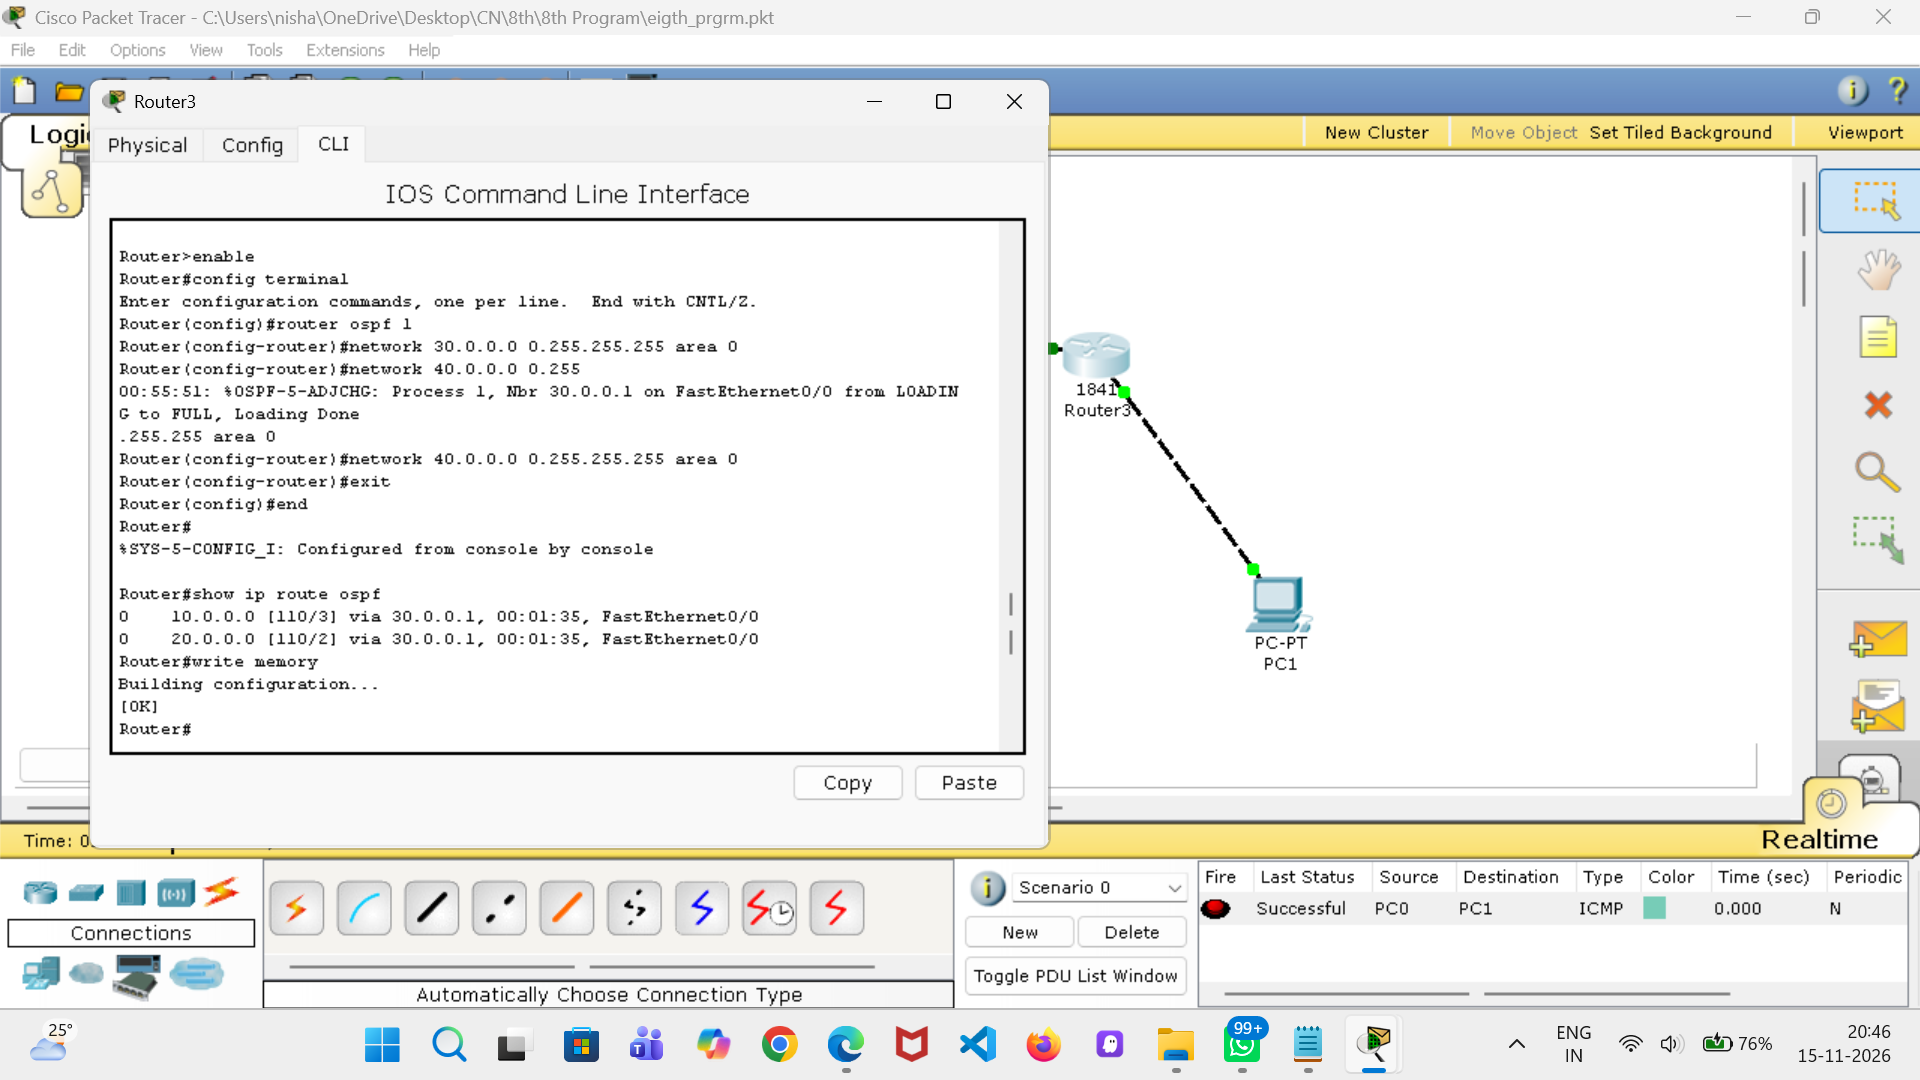 Cisco Packet Tracer - C:\Users\nisha\OneDrive\Desktop\CN\8th\8th Program\eigth_prgrm.pkt
File Edit Options View Tools Extensions Help
Router3
Logi
New Cluster Move Object Set Tiled Background Viewport
Physical Config CLI
IOS Command Line Interface
Router>enable
Router#config terminal
Enter configuration commands, one per line.  End with CNTL/Z.
Router(config)#router ospf 1
Router(config-router)#network 30.0.0.0 0.255.255.255 area 0
Router(config-router)#network 40.0.0.0 0.255
00:55:51: %OSPF-5-ADJCHG: Process 1, Nbr 30.0.0.1 on FastEthernet0/0 from LOADIN
G to FULL, Loading Done
.255.255 area 0
Router(config-router)#network 40.0.0.0 0.255.255.255 area 0
Router(config-router)#exit
Router(config)#end
Router#
%SYS-5-CONFIG_I: Configured from console by console
Router#show ip route ospf
O    10.0.0.0 [110/3] via 30.0.0.1, 00:01:35, FastEthernet0/0
O    20.0.0.0 [110/2] via 30.0.0.1, 00:01:35, FastEthernet0/0
Router#write memory
Building configuration...
[OK]
Router#
Copy Paste
1841
Router3
PC-PT
PC1
Time: 0
Realtime
Connections
Automatically Choose Connection Type
Scenario 0
New Delete
Toggle PDU List Window
Fire Last Status Source Destination Type Color Time (sec) Periodic
Successful PC0 PC1 ICMP 0.000 N
25°
99+
ENG
IN
76%
20:46
15-11-2026